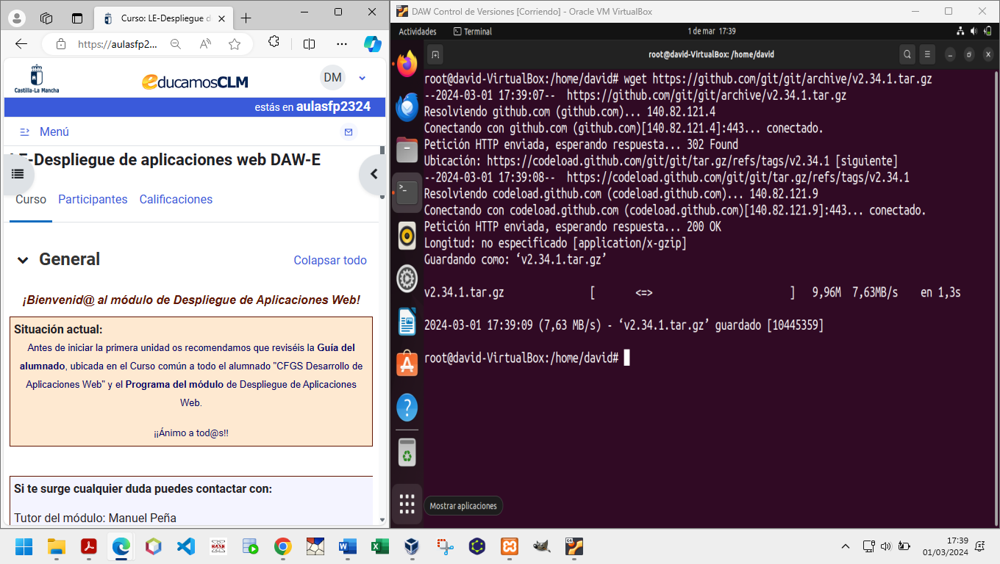 Curso: LE-Despliegue d
https://aulasfp2...
Castilla-La Mancha
educamosCLM
DM
estás en aulasfp2324
Menú
LE-Despliegue de aplicaciones web DAW-E
Curso
Participantes
Calificaciones
General
Colapsar todo
¡Bienvenid@ al módulo de Despliegue de Aplicaciones Web!
Situación actual:
Antes de iniciar la primera unidad os recomendamos que reviséis la Guía del
alumnado, ubicada en el Curso común a todo el alumnado "CFGS Desarrollo de
Aplicaciones Web" y el Programa del módulo de Despliegue de Aplicaciones
Web.
¡¡Ánimo a tod@s!!
Si te surge cualquier duda puedes contactar con:
Tutor del módulo: Manuel Peña
DAW Control de Versiones [Corriendo] - Oracle VM VirtualBox
Actividades
Terminal
1 de mar 17:39
root@david-VirtualBox: /home/david
root@david-VirtualBox:/home/david# wget https://github.com/git/git/archive/v2.34.1.tar.gz
--2024-03-01 17:39:07-- https://github.com/git/git/archive/v2.34.1.tar.gz
Resolviendo github.com (github.com)... 140.82.121.4
Conectando con github.com (github.com)[140.82.121.4]:443... conectado.
Petición HTTP enviada, esperando respuesta... 302 Found
Ubicación: https://codeload.github.com/git/git/tar.gz/refs/tags/v2.34.1 [siguiente]
--2024-03-01 17:39:08-- https://codeload.github.com/git/git/tar.gz/refs/tags/v2.34.1
Resolviendo codeload.github.com (codeload.github.com)... 140.82.121.9
Conectando con codeload.github.com (codeload.github.com)[140.82.121.9]:443... conectado.
Petición HTTP enviada, esperando respuesta... 200 OK
Longitud: no especificado [application/x-gzip]
Guardando como: ‘v2.34.1.tar.gz’
v2.34.1.tar.gz [ <=> ] 9,96M 7,63MB/s en 1,3s
2024-03-01 17:39:09 (7,63 MB/s) - ‘v2.34.1.tar.gz’ guardado [10445359]
root@david-VirtualBox:/home/david#
Mostrar aplicaciones
17:39
01/03/2024